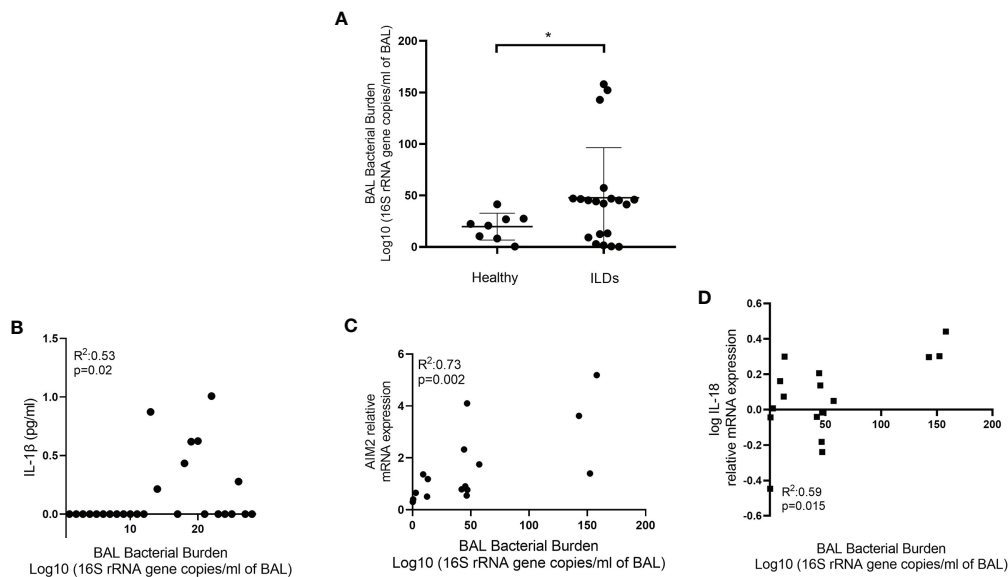 A
BAL Bacterial Burden
Log10 (16S rRNA gene copies/ml of BAL)
200
150
100
50
0
*
Healthy
ILDs
B
IL-1β (pg/ml)
1.5
1.0
0.5
0.0
R2:0.53
p=0.02
10
20
BAL Bacterial Burden
Log10 (16S rRNA gene copies/ml of BAL)
C
AIM2 relative
mRNA expression
6
4
2
0
R2:0.73
p=0.002
0
50
100
150
200
BAL Bacterial Burden
Log10 (16S rRNA gene copies/ml of BAL)
D
log IL-18
relative mRNA expression
0.6
0.4
0.2
0.0
-0.2
-0.4
-0.6
50
100
150
200
R2:0.59
p=0.015
BAL Bacterial Burden
Log10 (16S rRNA gene copies/ml of BAL)